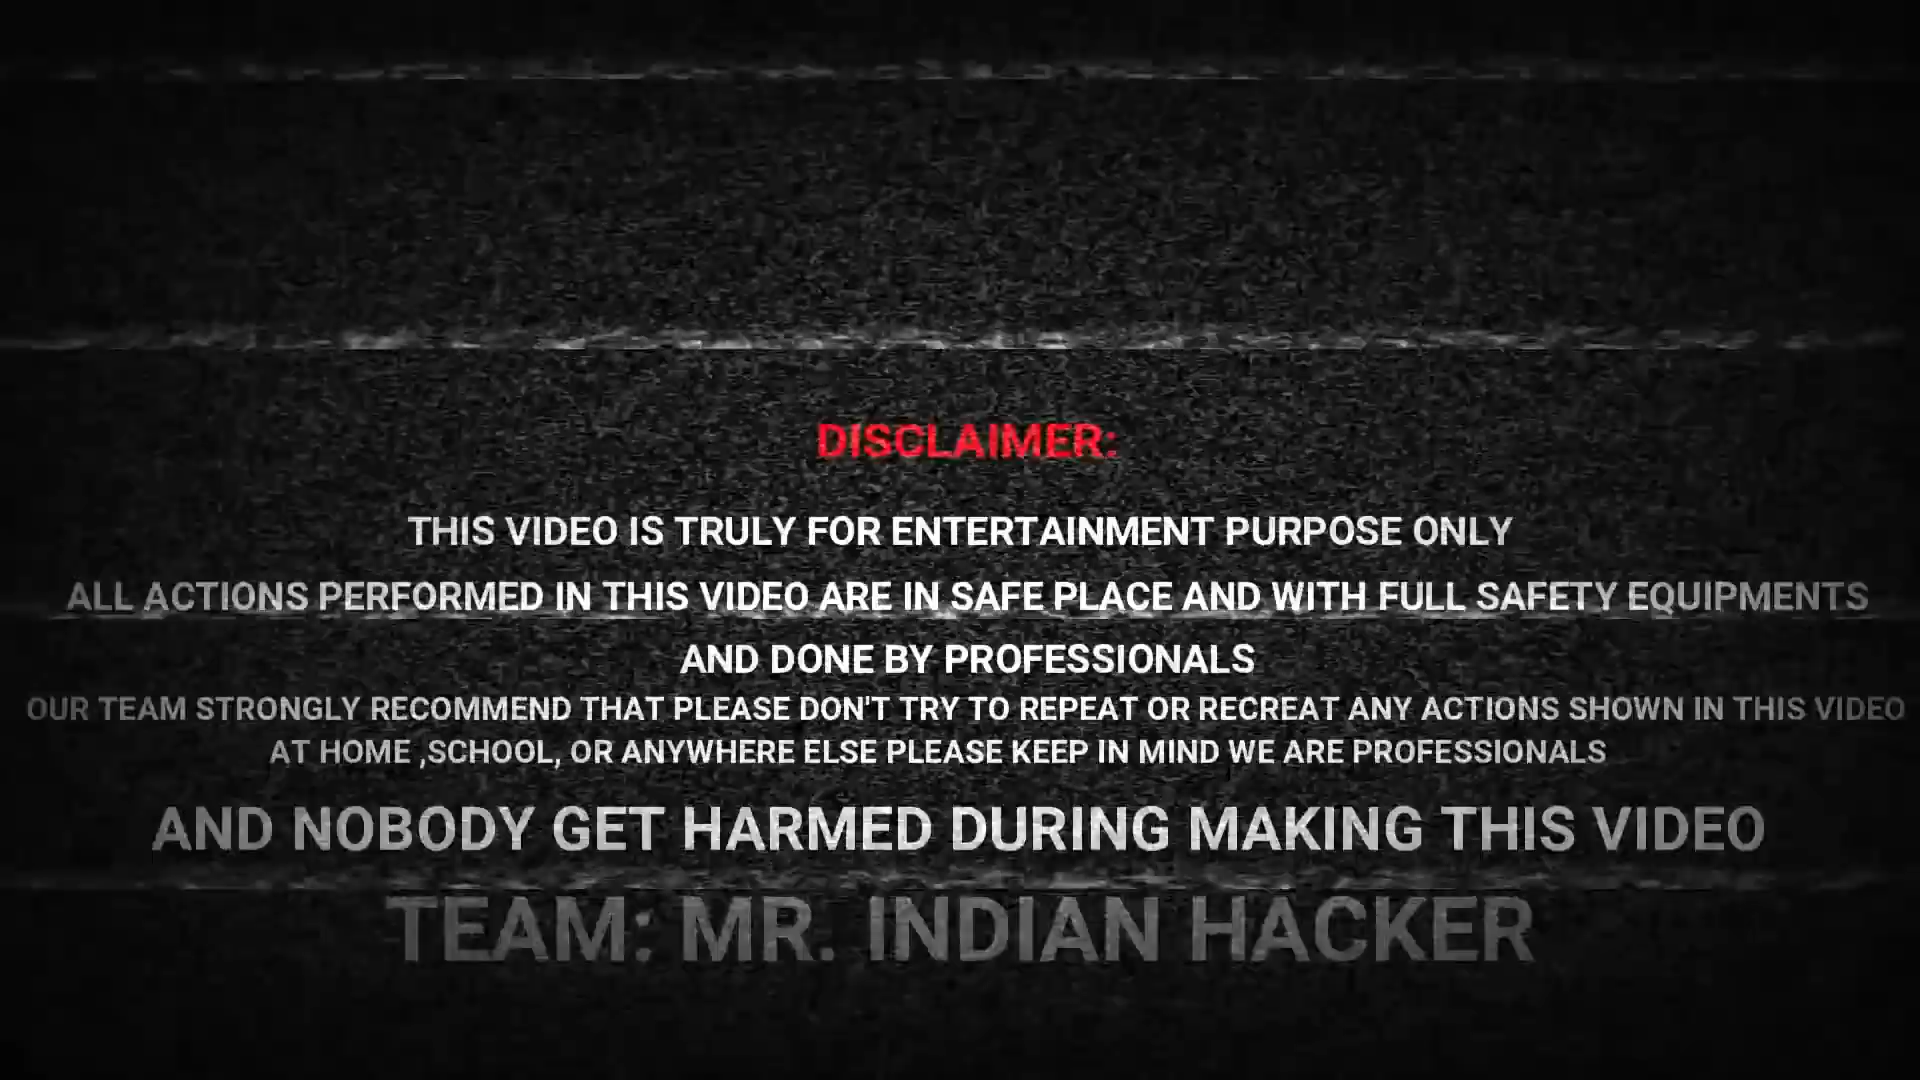 DISCLAIMER:
THIS VIDEO IS TRULY FOR ENTERTAINMENT PURPOSE ONLY
ALL ACTIONS PERFORMED IN THIS VIDEO ARE IN SAFE PLACE AND WITH FULL SAFETY EQUIPMENTS
AND DONE BY PROFESSIONALS
OUR TEAM STRONGLY RECOMMEND THAT PLEASE DON'T TRY TO REPEAT OR RECREAT ANY ACTIONS SHOWN IN THIS VIDEO
AT HOME ,SCHOOL, OR ANYWHERE ELSE PLEASE KEEP IN MIND WE ARE PROFESSIONALS
AND NOBODY GET HARMED DURING MAKING THIS VIDEO
TEAM: MR. INDIAN HACKER